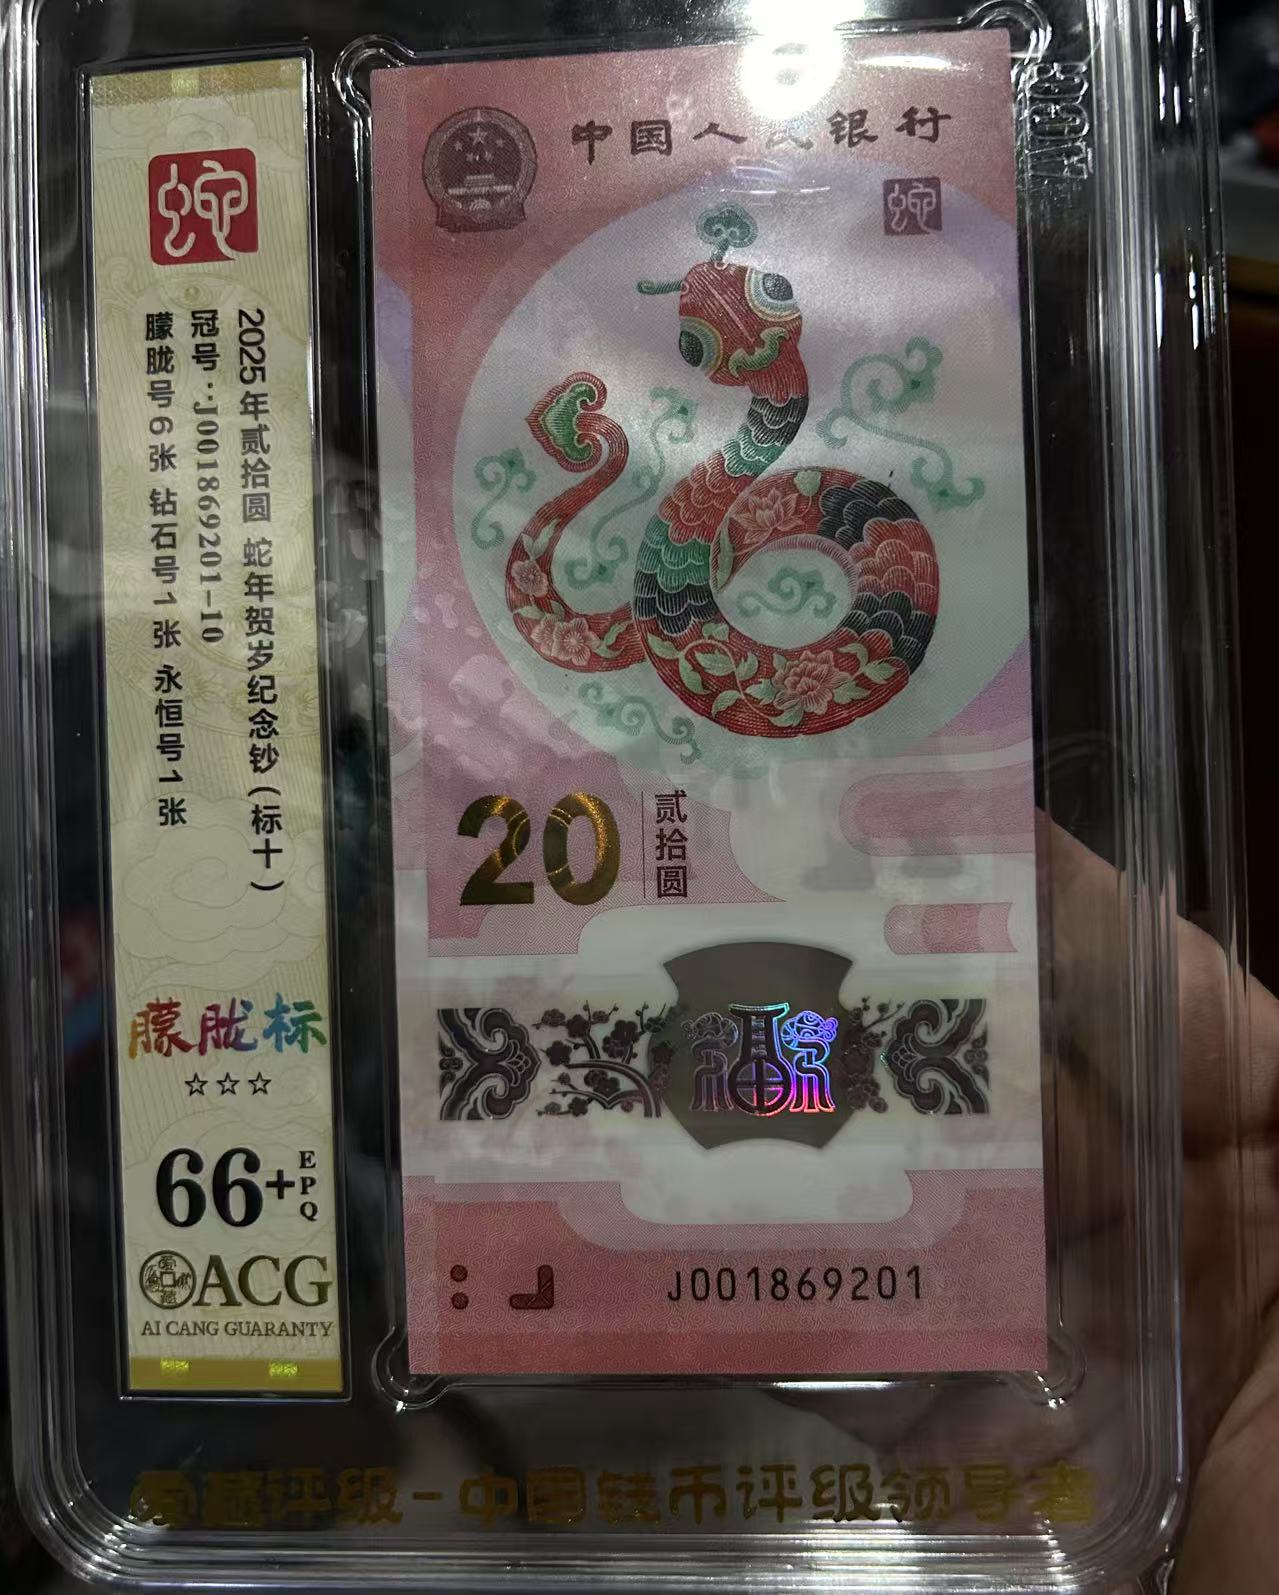 蛇
2025年贰拾圆 蛇年贺岁纪念钞（标十）
冠号：J001869201-10
朦胧号6张 钻石号1张 永恒号1张
朦胧标
☆☆☆
66+
EPQ
ACG
AI CANG GUARANTY
中国人民银行
蛇
20
贰拾圆
福
J001869201
ACG
爱藏评级-中国钱币评级领导者